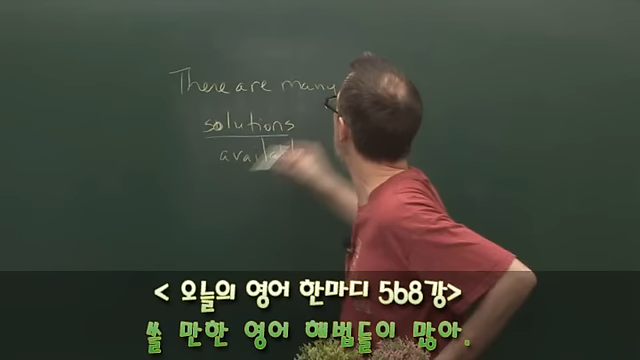 There are many
solutions
availabl
< 오늘의 영어 한마디 568강>
쓸 만한 영어 해법들이 많아.